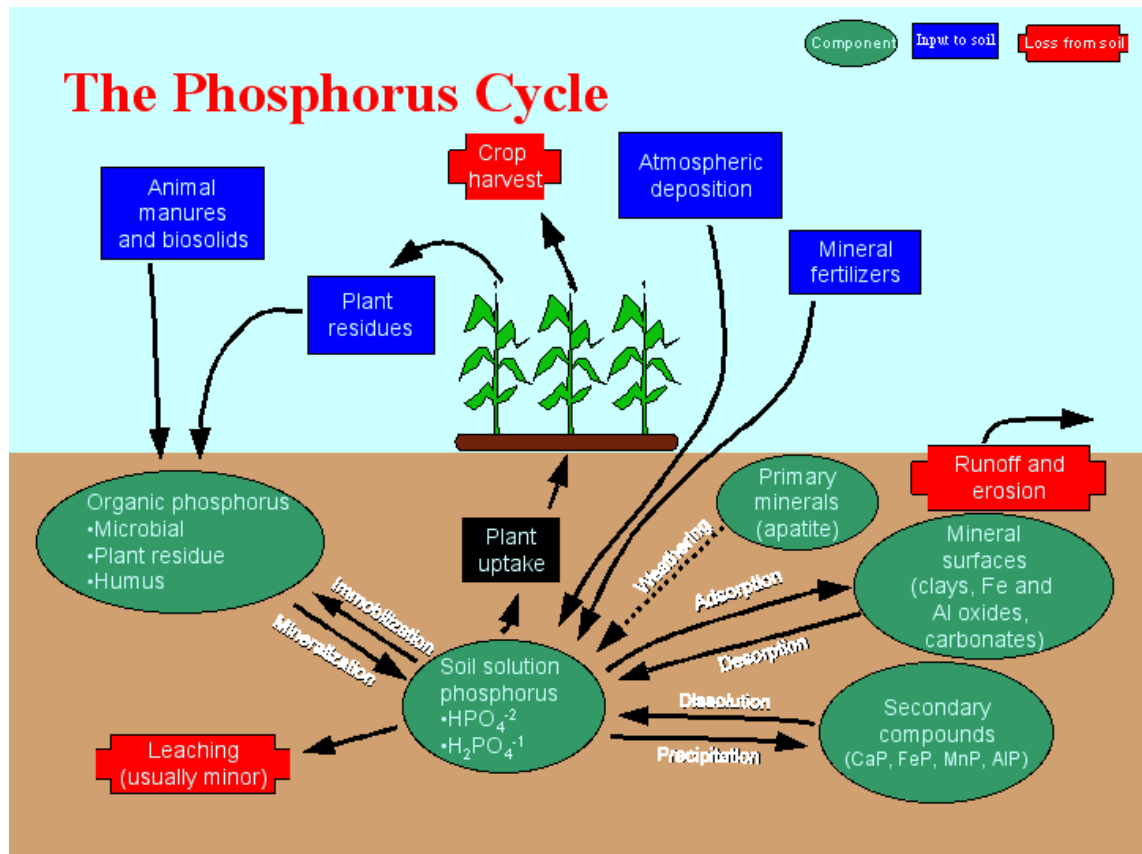 Component
Input to soil
Loss from soil
The Phosphorus Cycle
Crop
harvest
Atmospheric
deposition
Animal
manures
and biosolids
Mineral
fertilizers
Plant
residues
Runoff and
erosion
Primary
minerals
(apatite)
Organic phosphorus
•Microbial
•Plant residue
•Humus
Plant
uptake
Weathering
Mineral
surfaces
(clays, Fe and
Al oxides,
carbonates)
Adsorption
Desorption
Immobilization
Mineralization
Soil solution
phosphorus
•HPO₄⁻²
•H₂PO₄⁻¹
Dissolution
Precipitation
Secondary
compounds
(CaP, FeP, MnP, AlP)
Leaching
(usually minor)